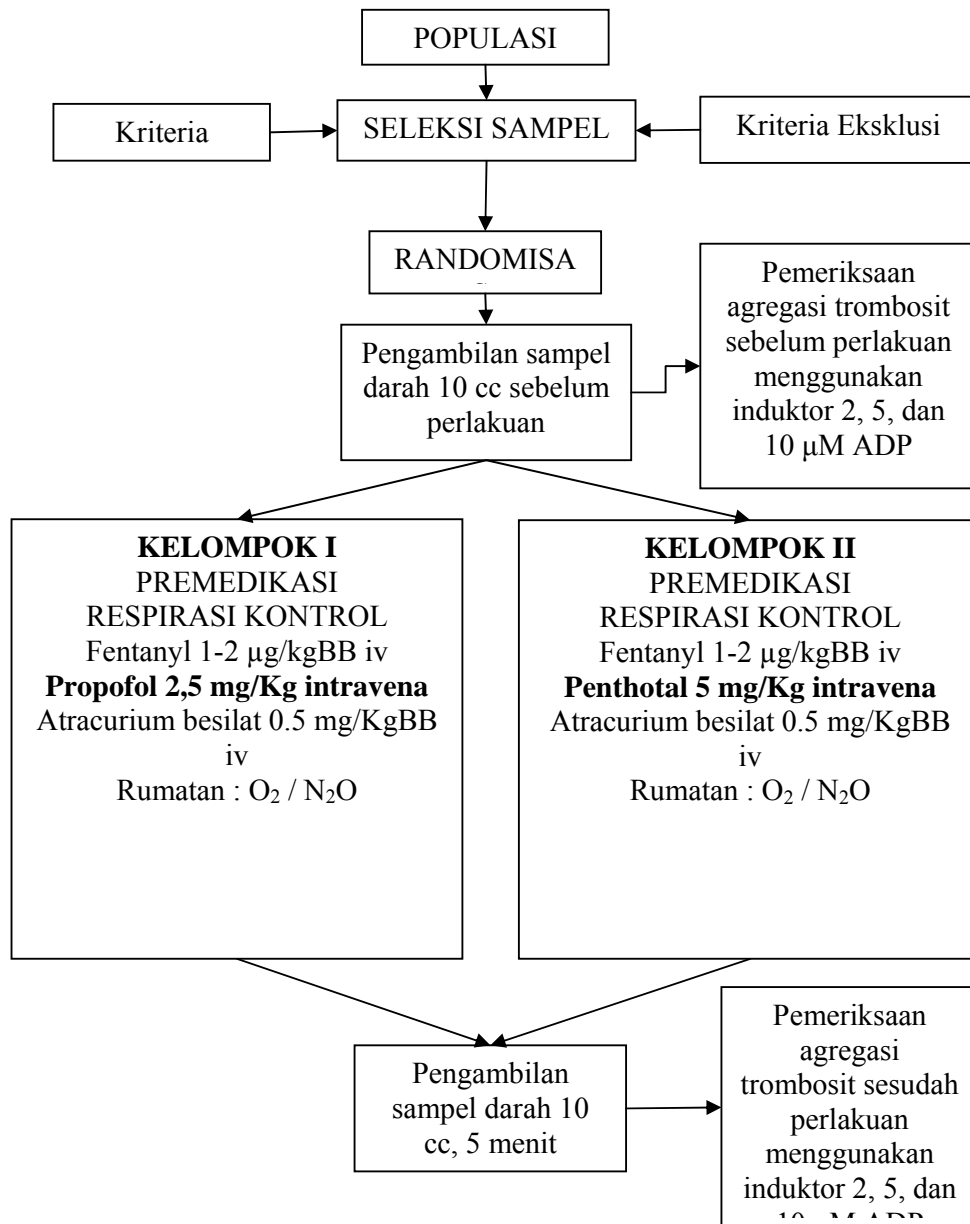 POPULASI
Kriteria
SELEKSI SAMPEL
Kriteria Eksklusi
RANDOMISA
Pengambilan sampel
darah 10 cc sebelum
perlakuan
Pemeriksaan
agregasi trombosit
sebelum perlakuan
menggunakan
induktor 2, 5, dan
10 μM ADP
KELOMPOK I
PREMEDIKASI
RESPIRASI KONTROL
Fentanyl 1-2 μg/kgBB iv
Propofol 2,5 mg/Kg intravena
Atracurium besilat 0.5 mg/KgBB
iv
Rumatan : O₂ / N₂O
KELOMPOK II
PREMEDIKASI
RESPIRASI KONTROL
Fentanyl 1-2 μg/kgBB iv
Penthotal 5 mg/Kg intravena
Atracurium besilat 0.5 mg/KgBB
iv
Rumatan : O₂ / N₂O
Pengambilan
sampel darah 10
cc, 5 menit
Pemeriksaan
agregasi
trombosit sesudah
perlakuan
menggunakan
induktor 2, 5, dan
10 μM ADP